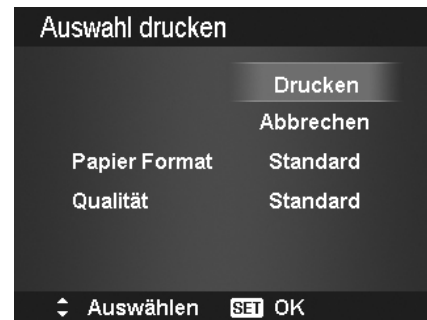 Auswahl drucken
Drucken
Abbrechen
Papier Format Standard
Qualität Standard
Auswählen SET OK